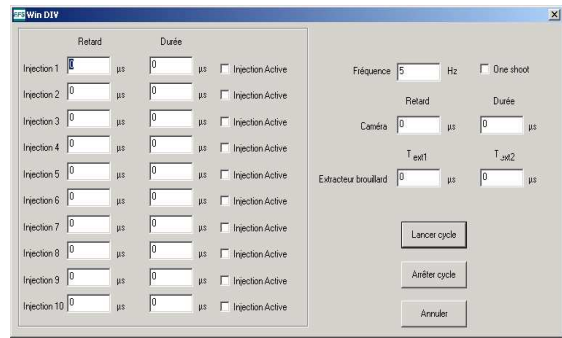 EFS Win DIV
Retard Durée
Injection 1 0 µs 0 µs Injection Active
Injection 2 0 µs 0 µs Injection Active
Injection 3 0 µs 0 µs Injection Active
Injection 4 0 µs 0 µs Injection Active
Injection 5 0 µs 0 µs Injection Active
Injection 6 0 µs 0 µs Injection Active
Injection 7 0 µs 0 µs Injection Active
Injection 8 0 µs 0 µs Injection Active
Injection 9 0 µs 0 µs Injection Active
Injection 10 0 µs 0 µs Injection Active
Fréquence 5 Hz One shoot
Retard Durée
Caméra 0 µs 0 µs
T ext1 T ext2
Extracteur brouillard 0 µs 0 µs
Lancer cycle
Arrêter cycle
Annuler